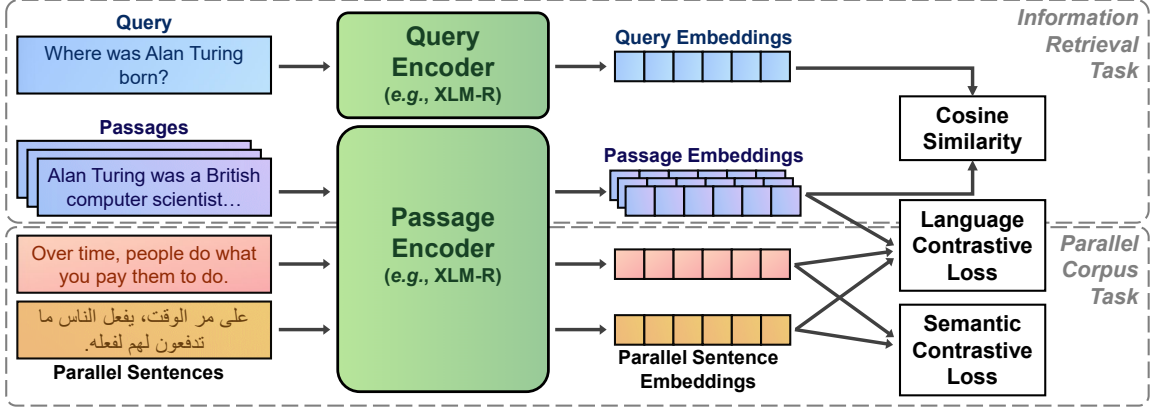 Query
Where was Alan Turing
born?
Query
Encoder
(e.g., XLM-R)
Query Embeddings
Information
Retrieval
Task
Cosine
Similarity
Passages
Alan Turing was a British
computer scientist…
Passage Embeddings
Passage
Encoder
(e.g., XLM-R)
Language
Contrastive
Loss
Over time, people do what
you pay them to do.
على مر الوقت، يفعل الناس ما
تدفعون لهم لفعله.
Parallel Sentences
Parallel Sentence
Embeddings
Semantic
Contrastive
Loss
Parallel
Corpus
Task